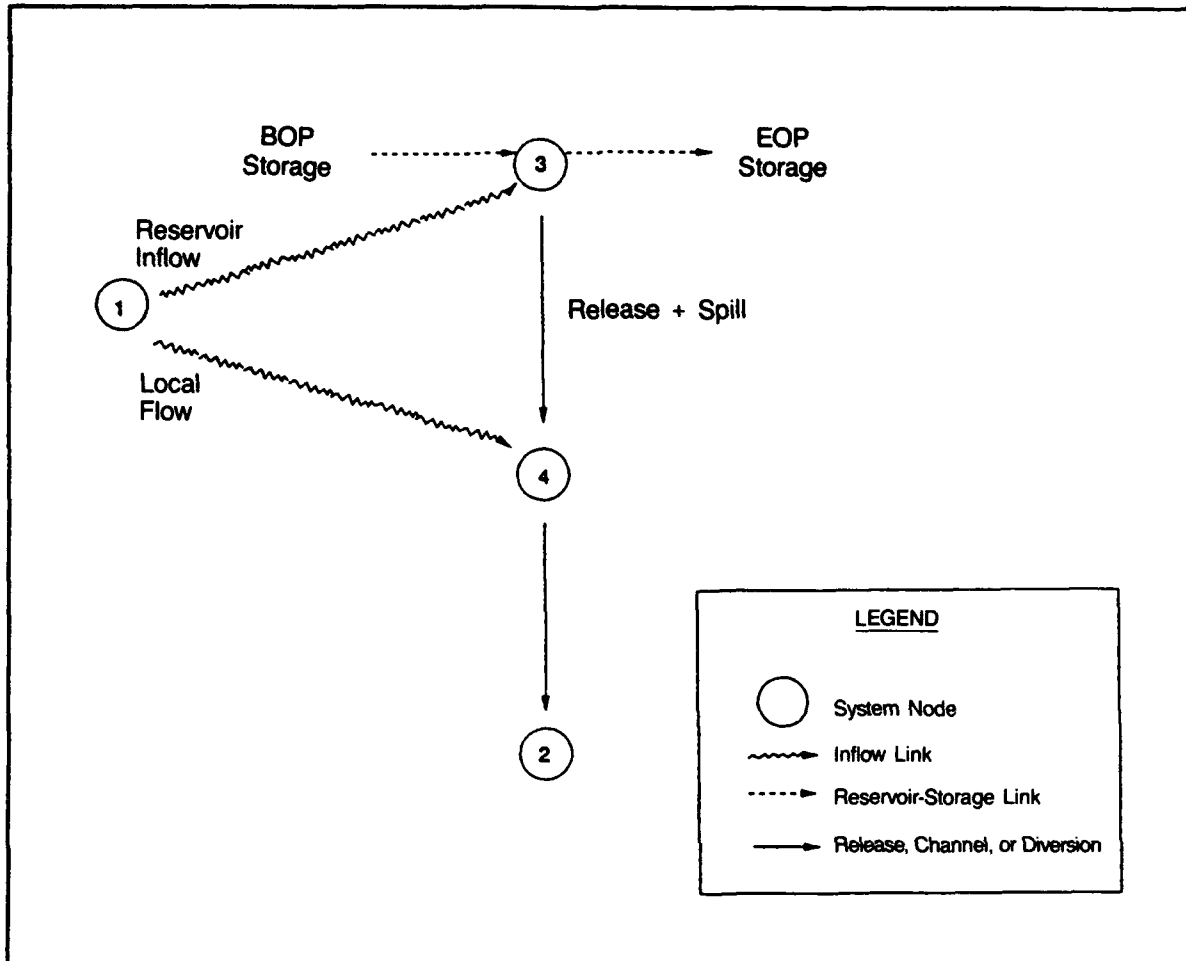 BOP
Storage
3
EOP
Storage
Reservoir
Inflow
1
Release + Spill
Local
Flow
4
2
LEGEND
System Node
Inflow Link
Reservoir-Storage Link
Release, Channel, or Diversion